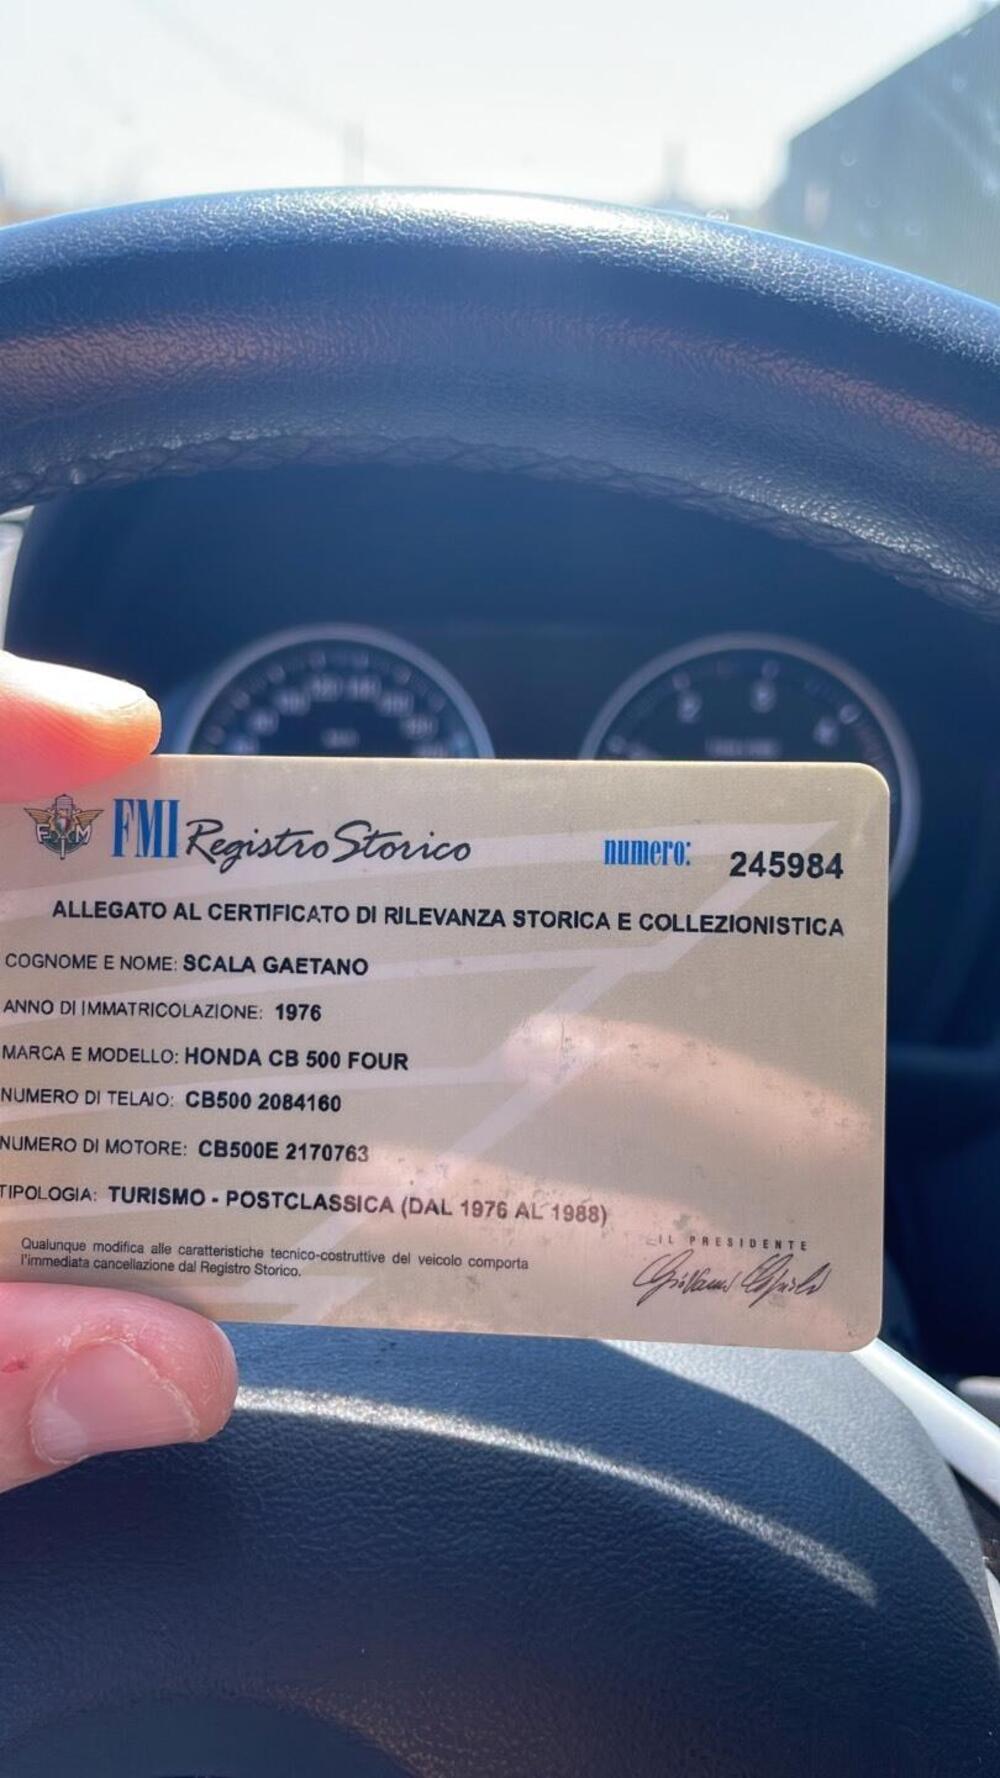 FMI Registro Storico numero: 245984
ALLEGATO AL CERTIFICATO DI RILEVANZA STORICA E COLLEZIONISTICA
COGNOME E NOME: SCALA GAETANO
ANNO DI IMMATRICOLAZIONE: 1976
MARCA E MODELLO: HONDA CB 500 FOUR
NUMERO DI TELAIO: CB500 2084160
NUMERO DI MOTORE: CB500E 2170763
TIPOLOGIA: TURISMO - POSTCLASSICA (DAL 1976 AL 1988)
Qualunque modifica alle caratteristiche tecnico-costruttive del veicolo comporta
l'immediata cancellazione dal Registro Storico.
IL PRESIDENTE